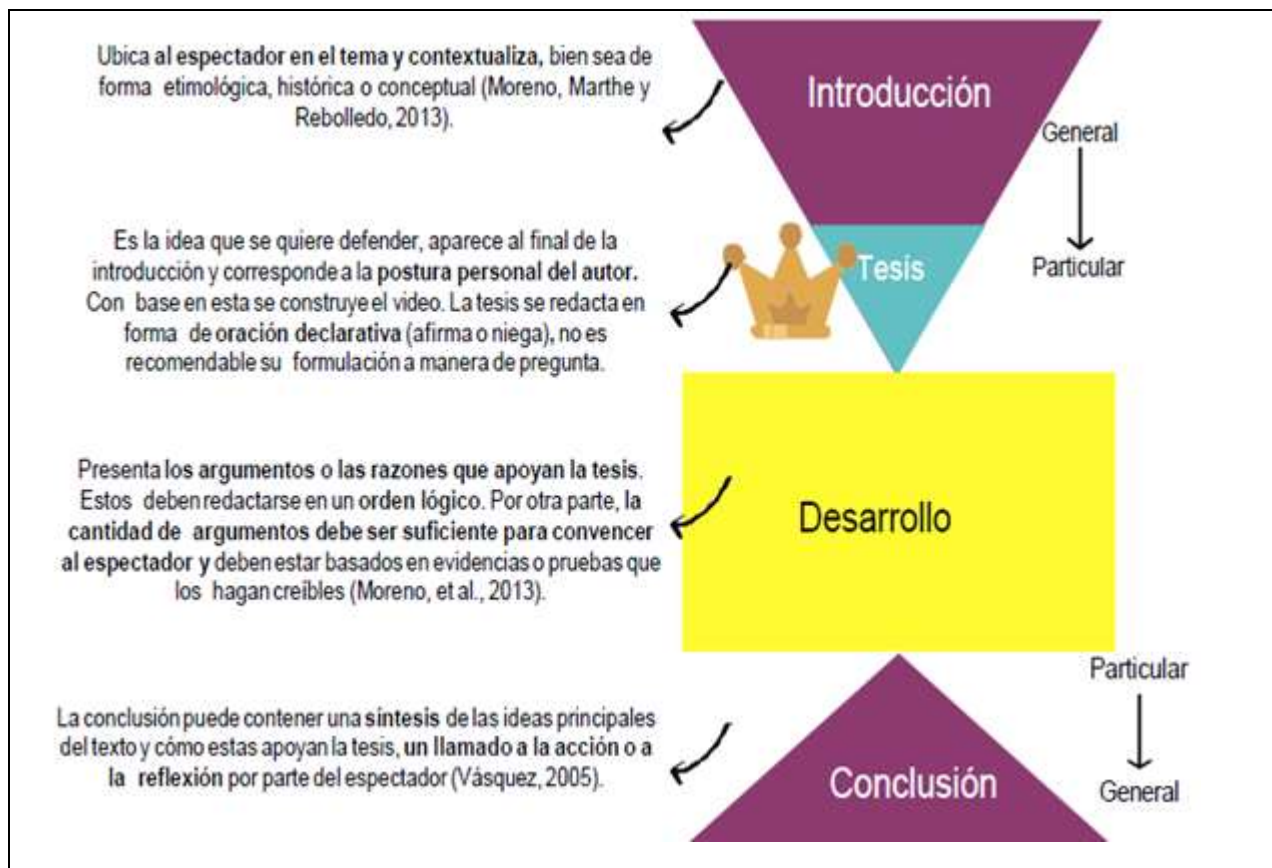 Ubica al espectador en el tema y contextualiza, bien sea de
forma etimológica, histórica o conceptual (Moreno, Marthe y
Rebolledo, 2013).
Introducción
General
Particular
Es la idea que se quiere defender, aparece al final de la
introducción y corresponde a la postura personal del autor.
Con base en esta se construye el video. La tesis se redacta en
forma de oración declarativa (afirma o niega), no es
recomendable su formulación a manera de pregunta.
Tesis
Presenta los argumentos o las razones que apoyan la tesis.
Estos deben redactarse en un orden lógico. Por otra parte, la
cantidad de argumentos debe ser suficiente para convencer
al espectador y deben estar basados en evidencias o pruebas que
los hagan creíbles (Moreno, et al., 2013).
Desarrollo
La conclusión puede contener una síntesis de las ideas principales
del texto y cómo estas apoyan la tesis, un llamado a la acción o a
la reflexión por parte del espectador (Vásquez, 2005).
Conclusión
Particular
General